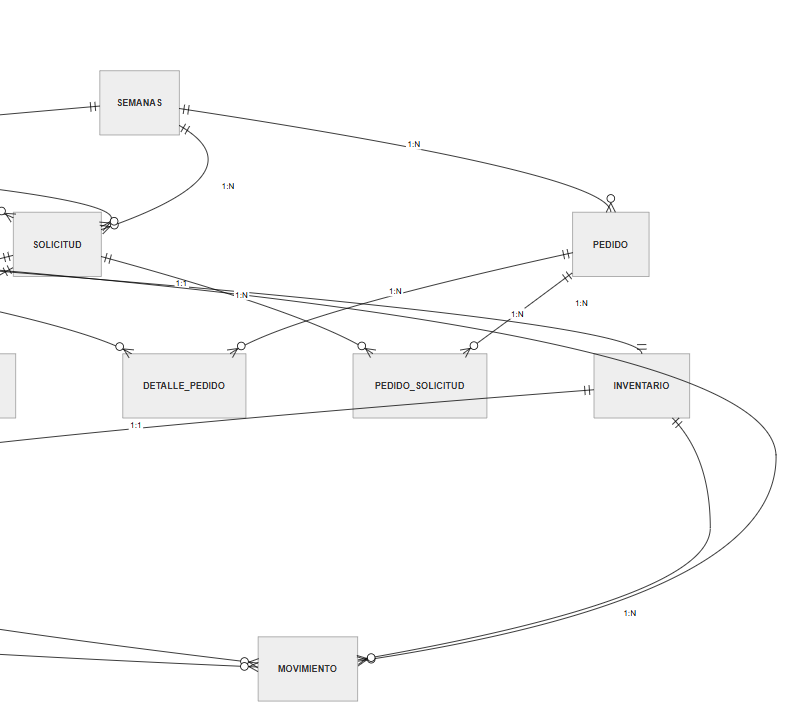 SEMANAS
1:N
1:N
SOLICITUD
PEDIDO
1:1
1:N
1:N
1:N
1:N
DETALLE_PEDIDO
PEDIDO_SOLICITUD
INVENTARIO
1:1
1:N
MOVIMIENTO